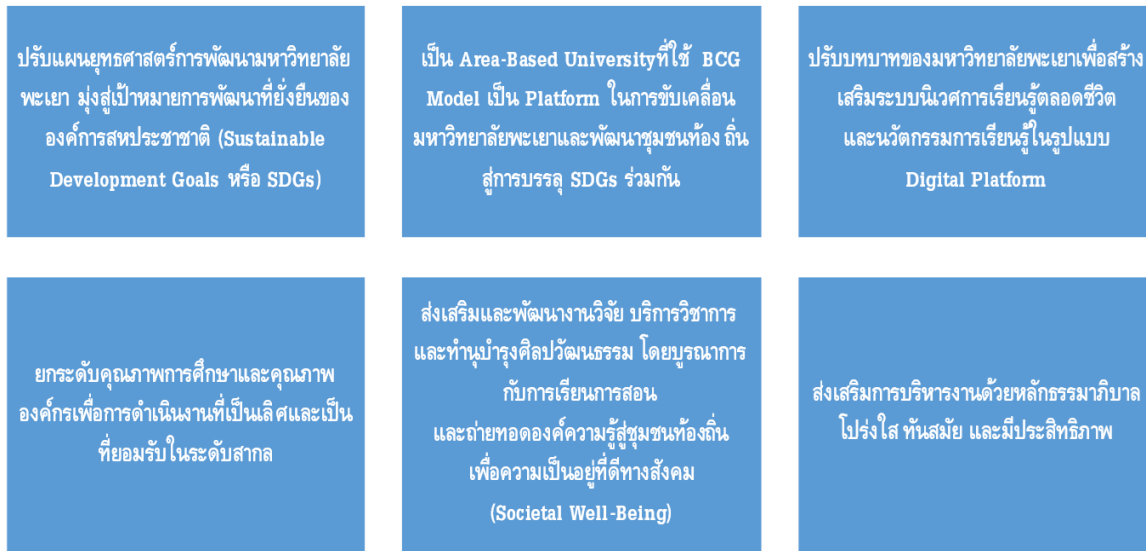 ปรับแผนยุทธศาสตร์การพัฒนามหาวิทยาลัย
พะเยา มุ่งสู่เป้าหมายการพัฒนาที่ยั่งยืนของ
องค์การสหประชาชาติ (Sustainable
Development Goals หรือ SDGs)
เป็น Area-Based Universityที่ใช้ BCG
Model เป็น Platform ในการขับเคลื่อน
มหาวิทยาลัยพะเยาและพัฒนาชุมชนท้องถิ่น
สู่การบรรลุ SDGs ร่วมกัน
ปรับบทบาทของมหาวิทยาลัยพะเยาเพื่อสร้าง
เสริมระบบนิเวศการเรียนรู้ตลอดชีวิต
และนวัตกรรมการเรียนรู้ในรูปแบบ
Digital Platform
ยกระดับคุณภาพการศึกษาและคุณภาพ
องค์กรเพื่อการดำเนินงานที่เป็นเลิศและเป็น
ที่ยอมรับในระดับสากล
ส่งเสริมและพัฒนางานวิจัย บริการวิชาการ
และทำนุบำรุงศิลปวัฒนธรรม โดยบูรณาการ
กับการเรียนการสอน
และถ่ายทอดองค์ความรู้สู่ชุมชนท้องถิ่น
เพื่อความเป็นอยู่ที่ดีทางสังคม
(Societal Well-Being)
ส่งเสริมการบริหารงานด้วยหลักธรรมาภิบาล
โปร่งใส ทันสมัย และมีประสิทธิภาพ